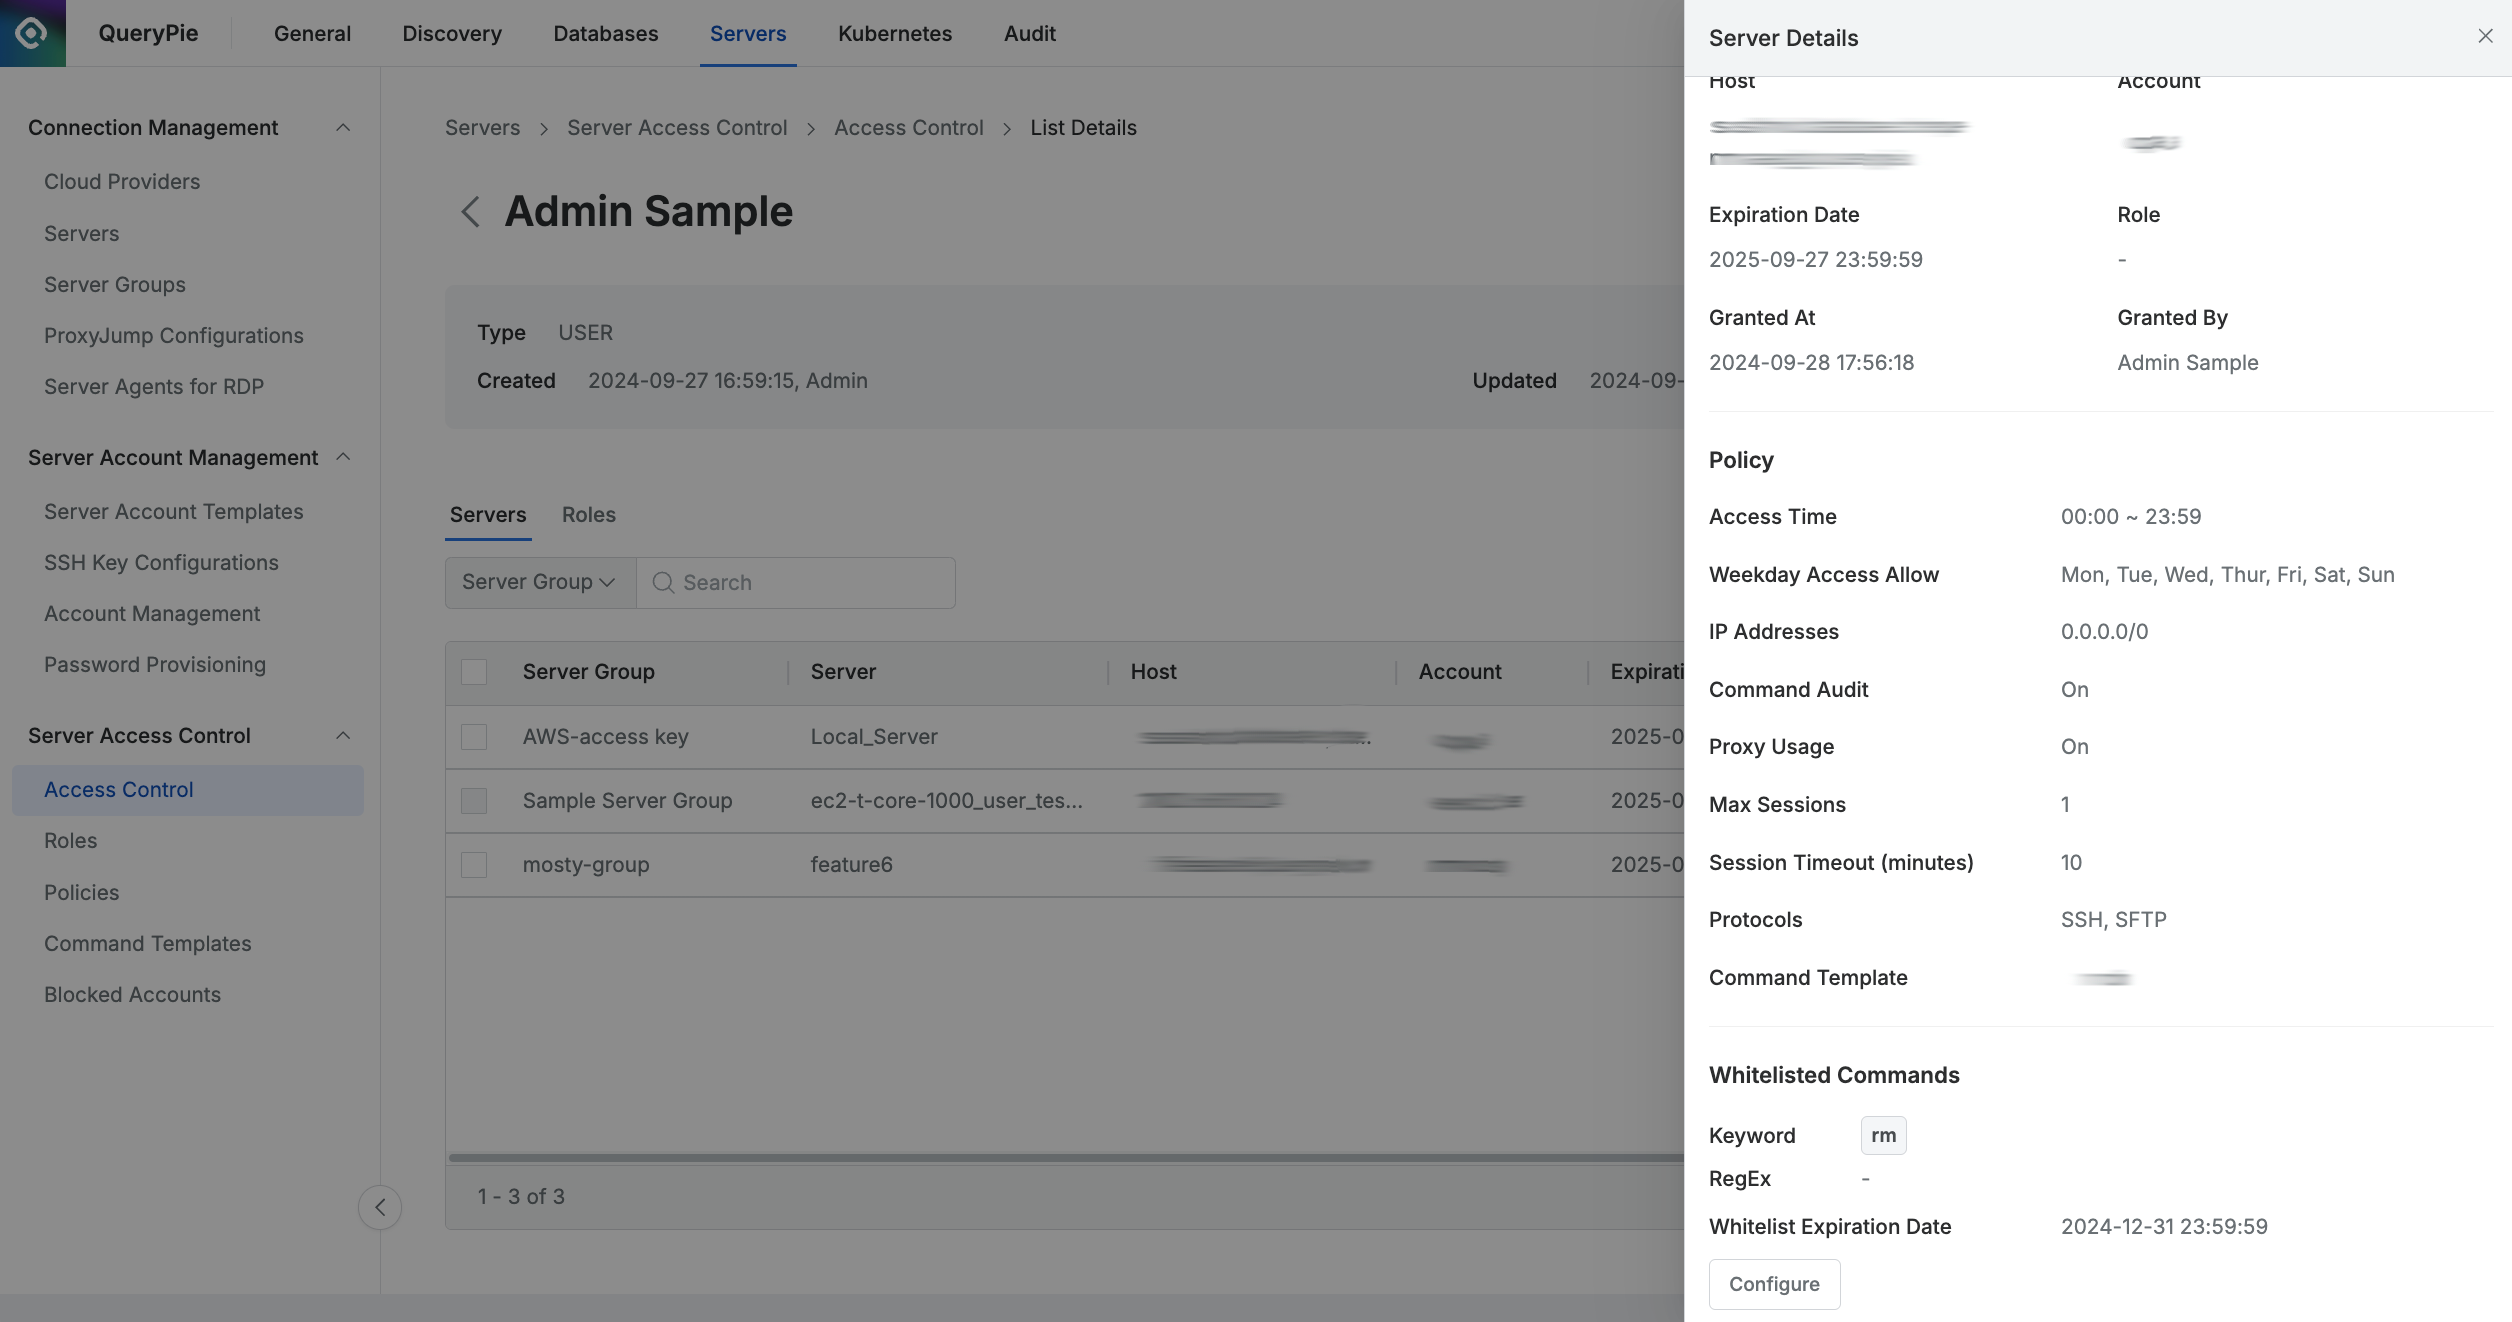 QueryPie General Discovery Databases Servers Kubernetes Audit
Connection Management
Cloud Providers
Servers
Server Groups
ProxyJump Configurations
Server Agents for RDP
Server Account Management
Server Account Templates
SSH Key Configurations
Account Management
Password Provisioning
Server Access Control
Access Control
Roles
Policies
Command Templates
Blocked Accounts
Servers > Server Access Control > Access Control > List Details
Admin Sample
Type USER
Created 2024-09-27 16:59:15, Admin Updated 2024-09-
Servers Roles
Server Group Search
Server Group Server Host Account Expirati
AWS-access key Local_Server ... 2025-0
Sample Server Group ec2-t-core-1000_user_tes... 2025-0
mosty-group feature6 2025-0
1 - 3 of 3
Server Details
Host Account
Expiration Date Role
2025-09-27 23:59:59 -
Granted At Granted By
2024-09-28 17:56:18 Admin Sample
Policy
Access Time 00:00 ~ 23:59
Weekday Access Allow Mon, Tue, Wed, Thur, Fri, Sat, Sun
IP Addresses 0.0.0.0/0
Command Audit On
Proxy Usage On
Max Sessions 1
Session Timeout (minutes) 10
Protocols SSH, SFTP
Command Template
Whitelisted Commands
Keyword rm
RegEx -
Whitelist Expiration Date 2024-12-31 23:59:59
Configure